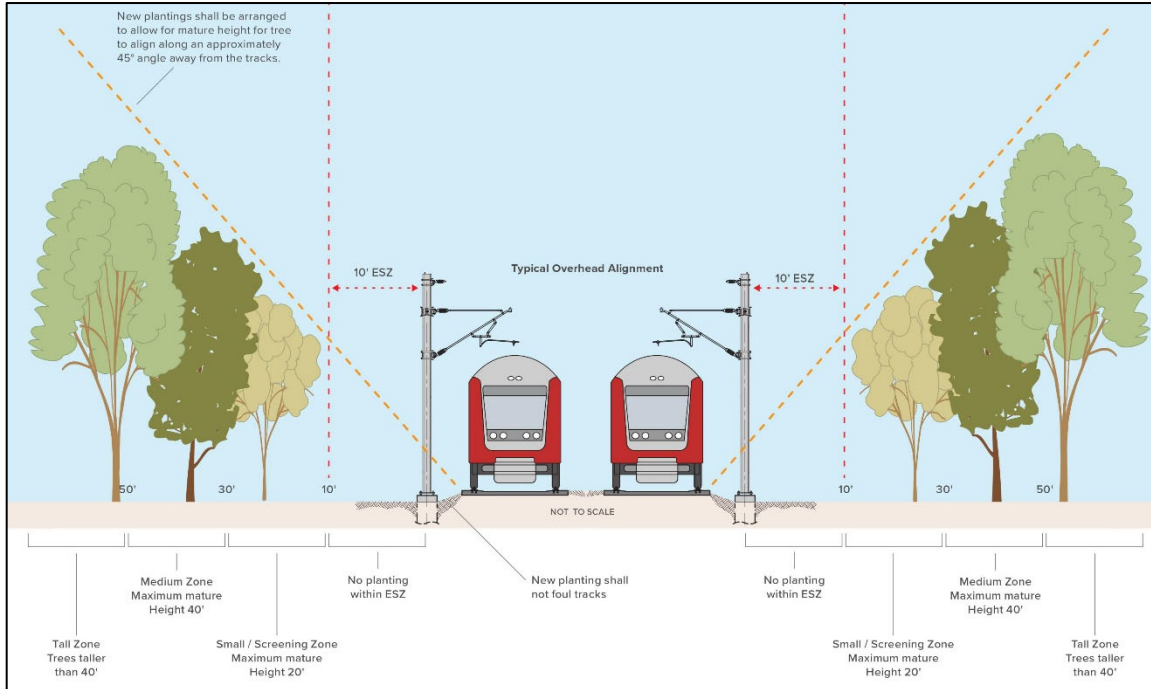 New plantings shall be arranged
to allow for mature height for tree
to align along an approximately
45° angle away from the tracks.
10' ESZ
Typical Overhead Alignment
10' ESZ
50'
30'
10'
NOT TO SCALE
10'
30'
50'
Medium Zone
Maximum mature
Height 40'
No planting
within ESZ
New planting shall
not foul tracks
No planting
within ESZ
Medium Zone
Maximum mature
Height 40'
Tall Zone
Trees taller
than 40'
Small / Screening Zone
Maximum mature
Height 20'
Small / Screening Zone
Maximum mature
Height 20'
Tall Zone
Trees taller
than 40'